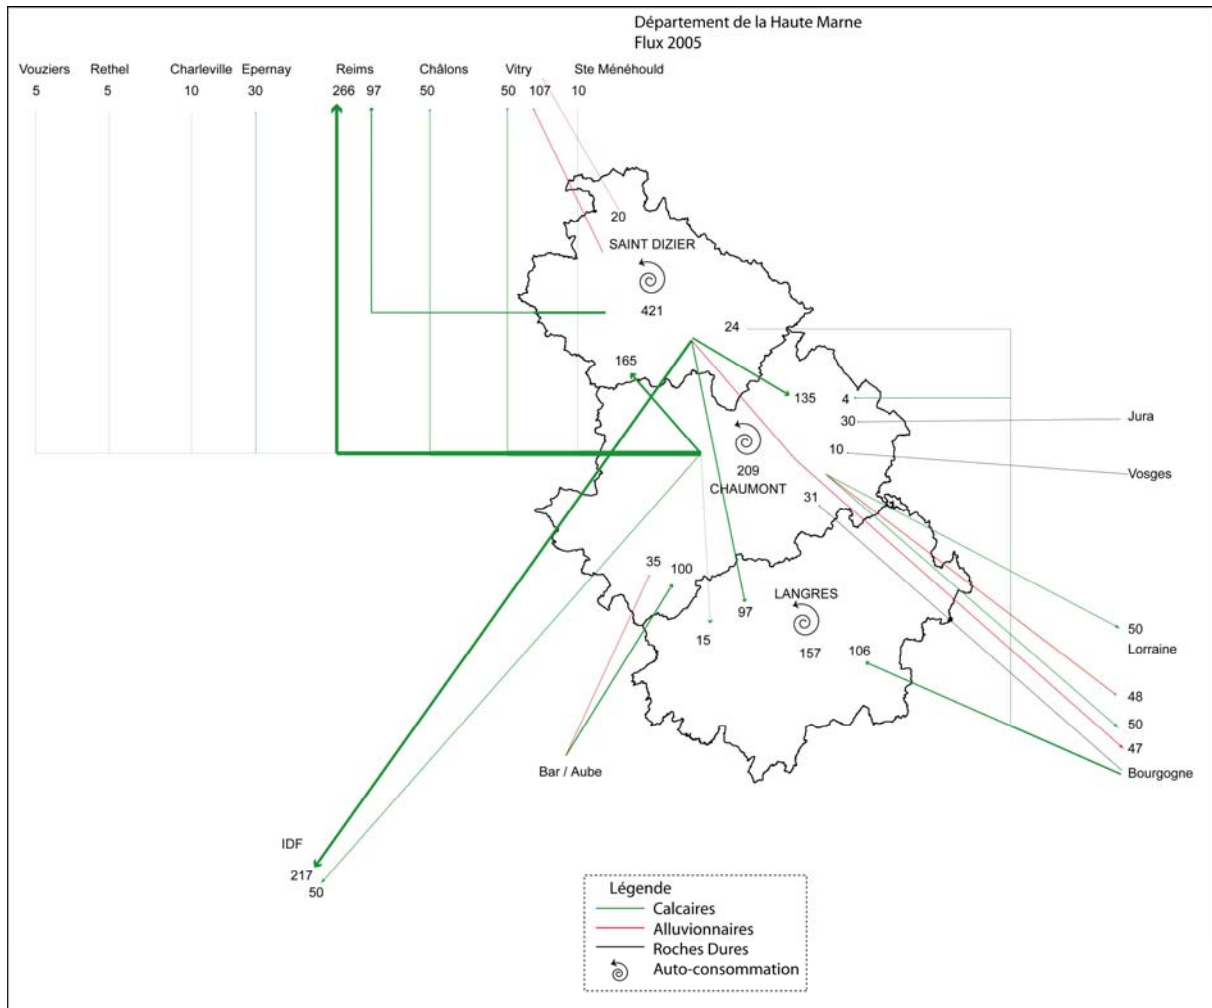 Département de la Haute Marne
Flux 2005
Vouziers Rethel Charleville Epernay Reims Châlons Vitry Ste Ménéhould
5 5 10 30 266 97 50 50 107 10
20
SAINT DIZIER
421
24
165
135
4
30
Jura
10
209
Vosges
CHAUMONT
31
35
100
LANGRES
97
15
157
106
50
Lorraine
48
50
47
Bar / Aube
Bourgogne
IDF
217
50
Légende
Calcaires
Alluvionnaires
Roches Dures
Auto-consommation